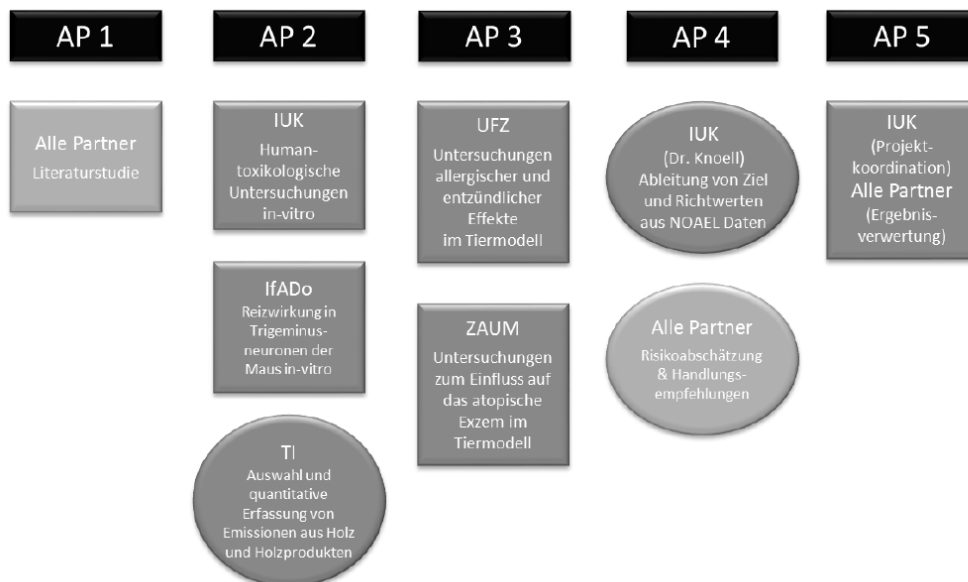 AP 1
AP 2
AP 3
AP 4
AP 5
Alle Partner
Literaturstudie
IUK
Human-
toxikologische
Untersuchungen
in-vitro
IfADo
Reizwirkung in
Trigeminus-
neuronen der
Maus in-vitro
TI
Auswahl und
quantitative
Erfassung von
Emissionen aus Holz
und Holzprodukten
UFZ
Untersuchungen
allergischer und
entzündlicher
Effekte
im Tiermodell
ZAUM
Untersuchungen
zum Einfluss auf
das atopische
Exzem im
Tiermodell
IUK
(Dr. Knoell)
Ableitung von Ziel
und Richtwerten
aus NOAEL Daten
Alle Partner
Risikoabschätzung
& Handlungs-
empfehlungen
IUK
(Projekt-
koordination)
Alle Partner
(Ergebnis-
verwertung)